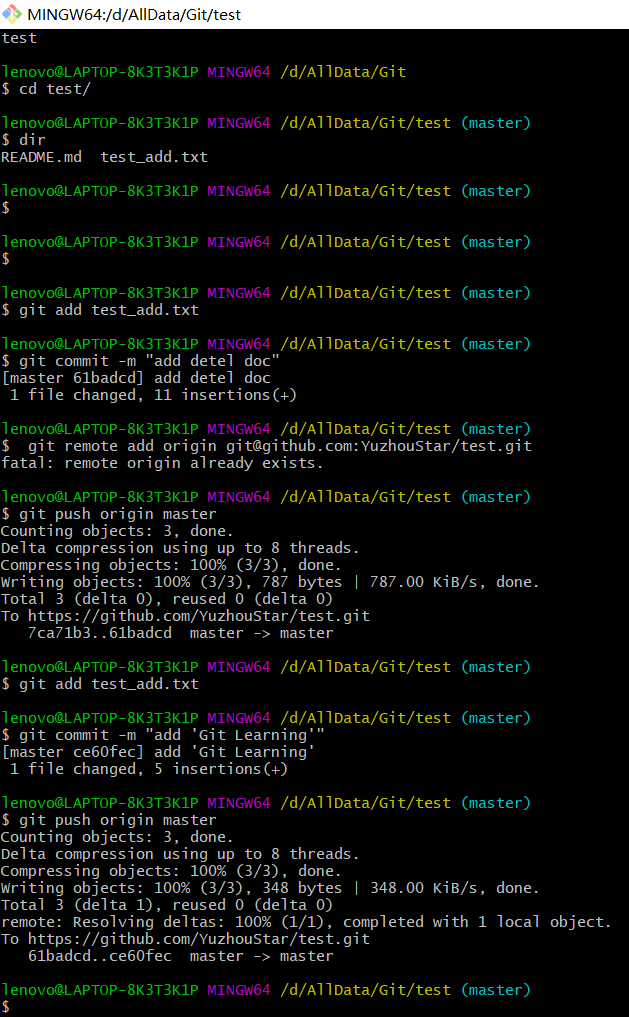 MINGW64:/d/AllData/Git/test
test
lenovo@LAPTOP-8K3T3K1P MINGW64 /d/AllData/Git
$ cd test/
lenovo@LAPTOP-8K3T3K1P MINGW64 /d/AllData/Git/test (master)
$ dir
README.md  test_add.txt
lenovo@LAPTOP-8K3T3K1P MINGW64 /d/AllData/Git/test (master)
$
lenovo@LAPTOP-8K3T3K1P MINGW64 /d/AllData/Git/test (master)
$
lenovo@LAPTOP-8K3T3K1P MINGW64 /d/AllData/Git/test (master)
$ git add test_add.txt
lenovo@LAPTOP-8K3T3K1P MINGW64 /d/AllData/Git/test (master)
$ git commit -m "add detel doc"
[master 61badcd] add detel doc
 1 file changed, 11 insertions(+)
lenovo@LAPTOP-8K3T3K1P MINGW64 /d/AllData/Git/test (master)
$  git remote add origin git@github.com:YuzhouStar/test.git
fatal: remote origin already exists.
lenovo@LAPTOP-8K3T3K1P MINGW64 /d/AllData/Git/test (master)
$ git push origin master
Counting objects: 3, done.
Delta compression using up to 8 threads.
Compressing objects: 100% (3/3), done.
Writing objects: 100% (3/3), 787 bytes | 787.00 KiB/s, done.
Total 3 (delta 0), reused 0 (delta 0)
To https://github.com/YuzhouStar/test.git
   7ca71b3..61badcd  master -> master
lenovo@LAPTOP-8K3T3K1P MINGW64 /d/AllData/Git/test (master)
$ git add test_add.txt
lenovo@LAPTOP-8K3T3K1P MINGW64 /d/AllData/Git/test (master)
$ git commit -m "add 'Git Learning'"
[master ce60fec] add 'Git Learning'
 1 file changed, 5 insertions(+)
lenovo@LAPTOP-8K3T3K1P MINGW64 /d/AllData/Git/test (master)
$ git push origin master
Counting objects: 3, done.
Delta compression using up to 8 threads.
Compressing objects: 100% (3/3), done.
Writing objects: 100% (3/3), 348 bytes | 348.00 KiB/s, done.
Total 3 (delta 1), reused 0 (delta 0)
remote: Resolving deltas: 100% (1/1), completed with 1 local object.
To https://github.com/YuzhouStar/test.git
   61badcd..ce60fec  master -> master
lenovo@LAPTOP-8K3T3K1P MINGW64 /d/AllData/Git/test (master)
$